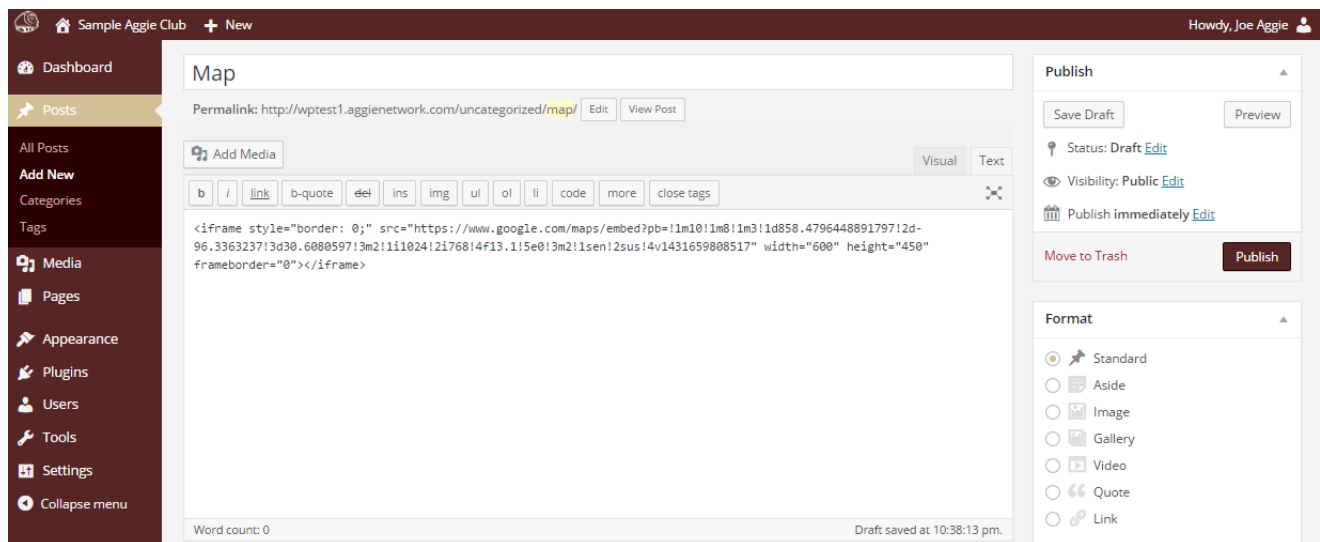 Sample Aggie Club
New
Howdy, Joe Aggie
Dashboard
Posts
All Posts
Add New
Categories
Tags
Media
Pages
Appearance
Plugins
Users
Tools
Settings
Collapse menu
Map
Permalink: http://wptest1.aggienetwork.com/uncategorized/map/ Edit View Post
Add Media
Visual Text
b i link b-quote del ins img ul ol li code more close tags
<iframe style="border: 0;" src="https://www.google.com/maps/embed?pb=!1m10!1m8!1m3!1d858.4796448891797!2d-
96.3363237!3d30.6080597!3m2!1i1024!2i768!4f13.1!5e0!3m2!1sen!2sus!4v1431659808517" width="600" height="450"
frameborder="0"></iframe>
Word count: 0
Draft saved at 10:38:13 pm.
Publish
Save Draft Preview
Status: Draft Edit
Visibility: Public Edit
Publish immediately Edit
Move to Trash Publish
Format
Standard
Aside
Image
Gallery
Video
Quote
Link